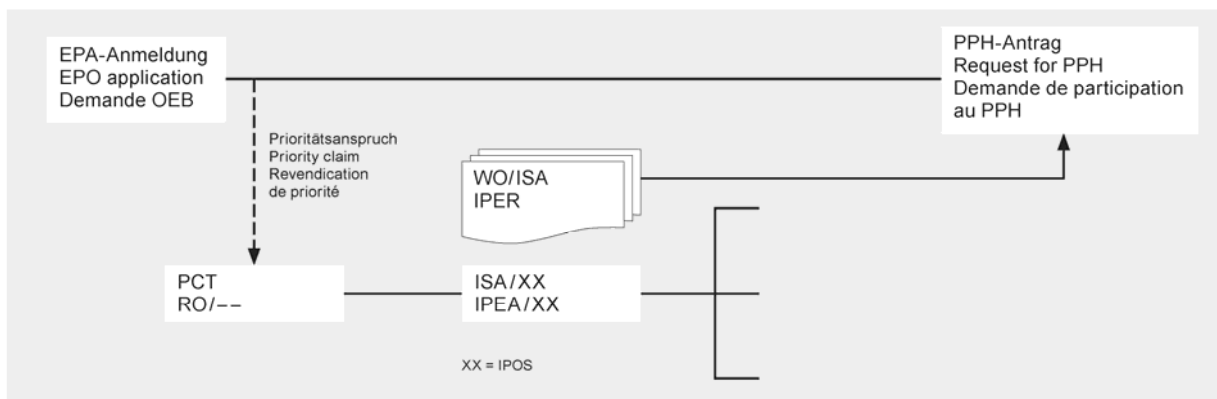 EPA-Anmeldung
EPO application
Demande OEB
PPH-Antrag
Request for PPH
Demande de participation
au PPH
Prioritätsanspruch
Priority claim
Revendication
de priorité
WO/ISA
IPER
PCT
RO/--
ISA/XX
IPEA/XX
XX = IPOS